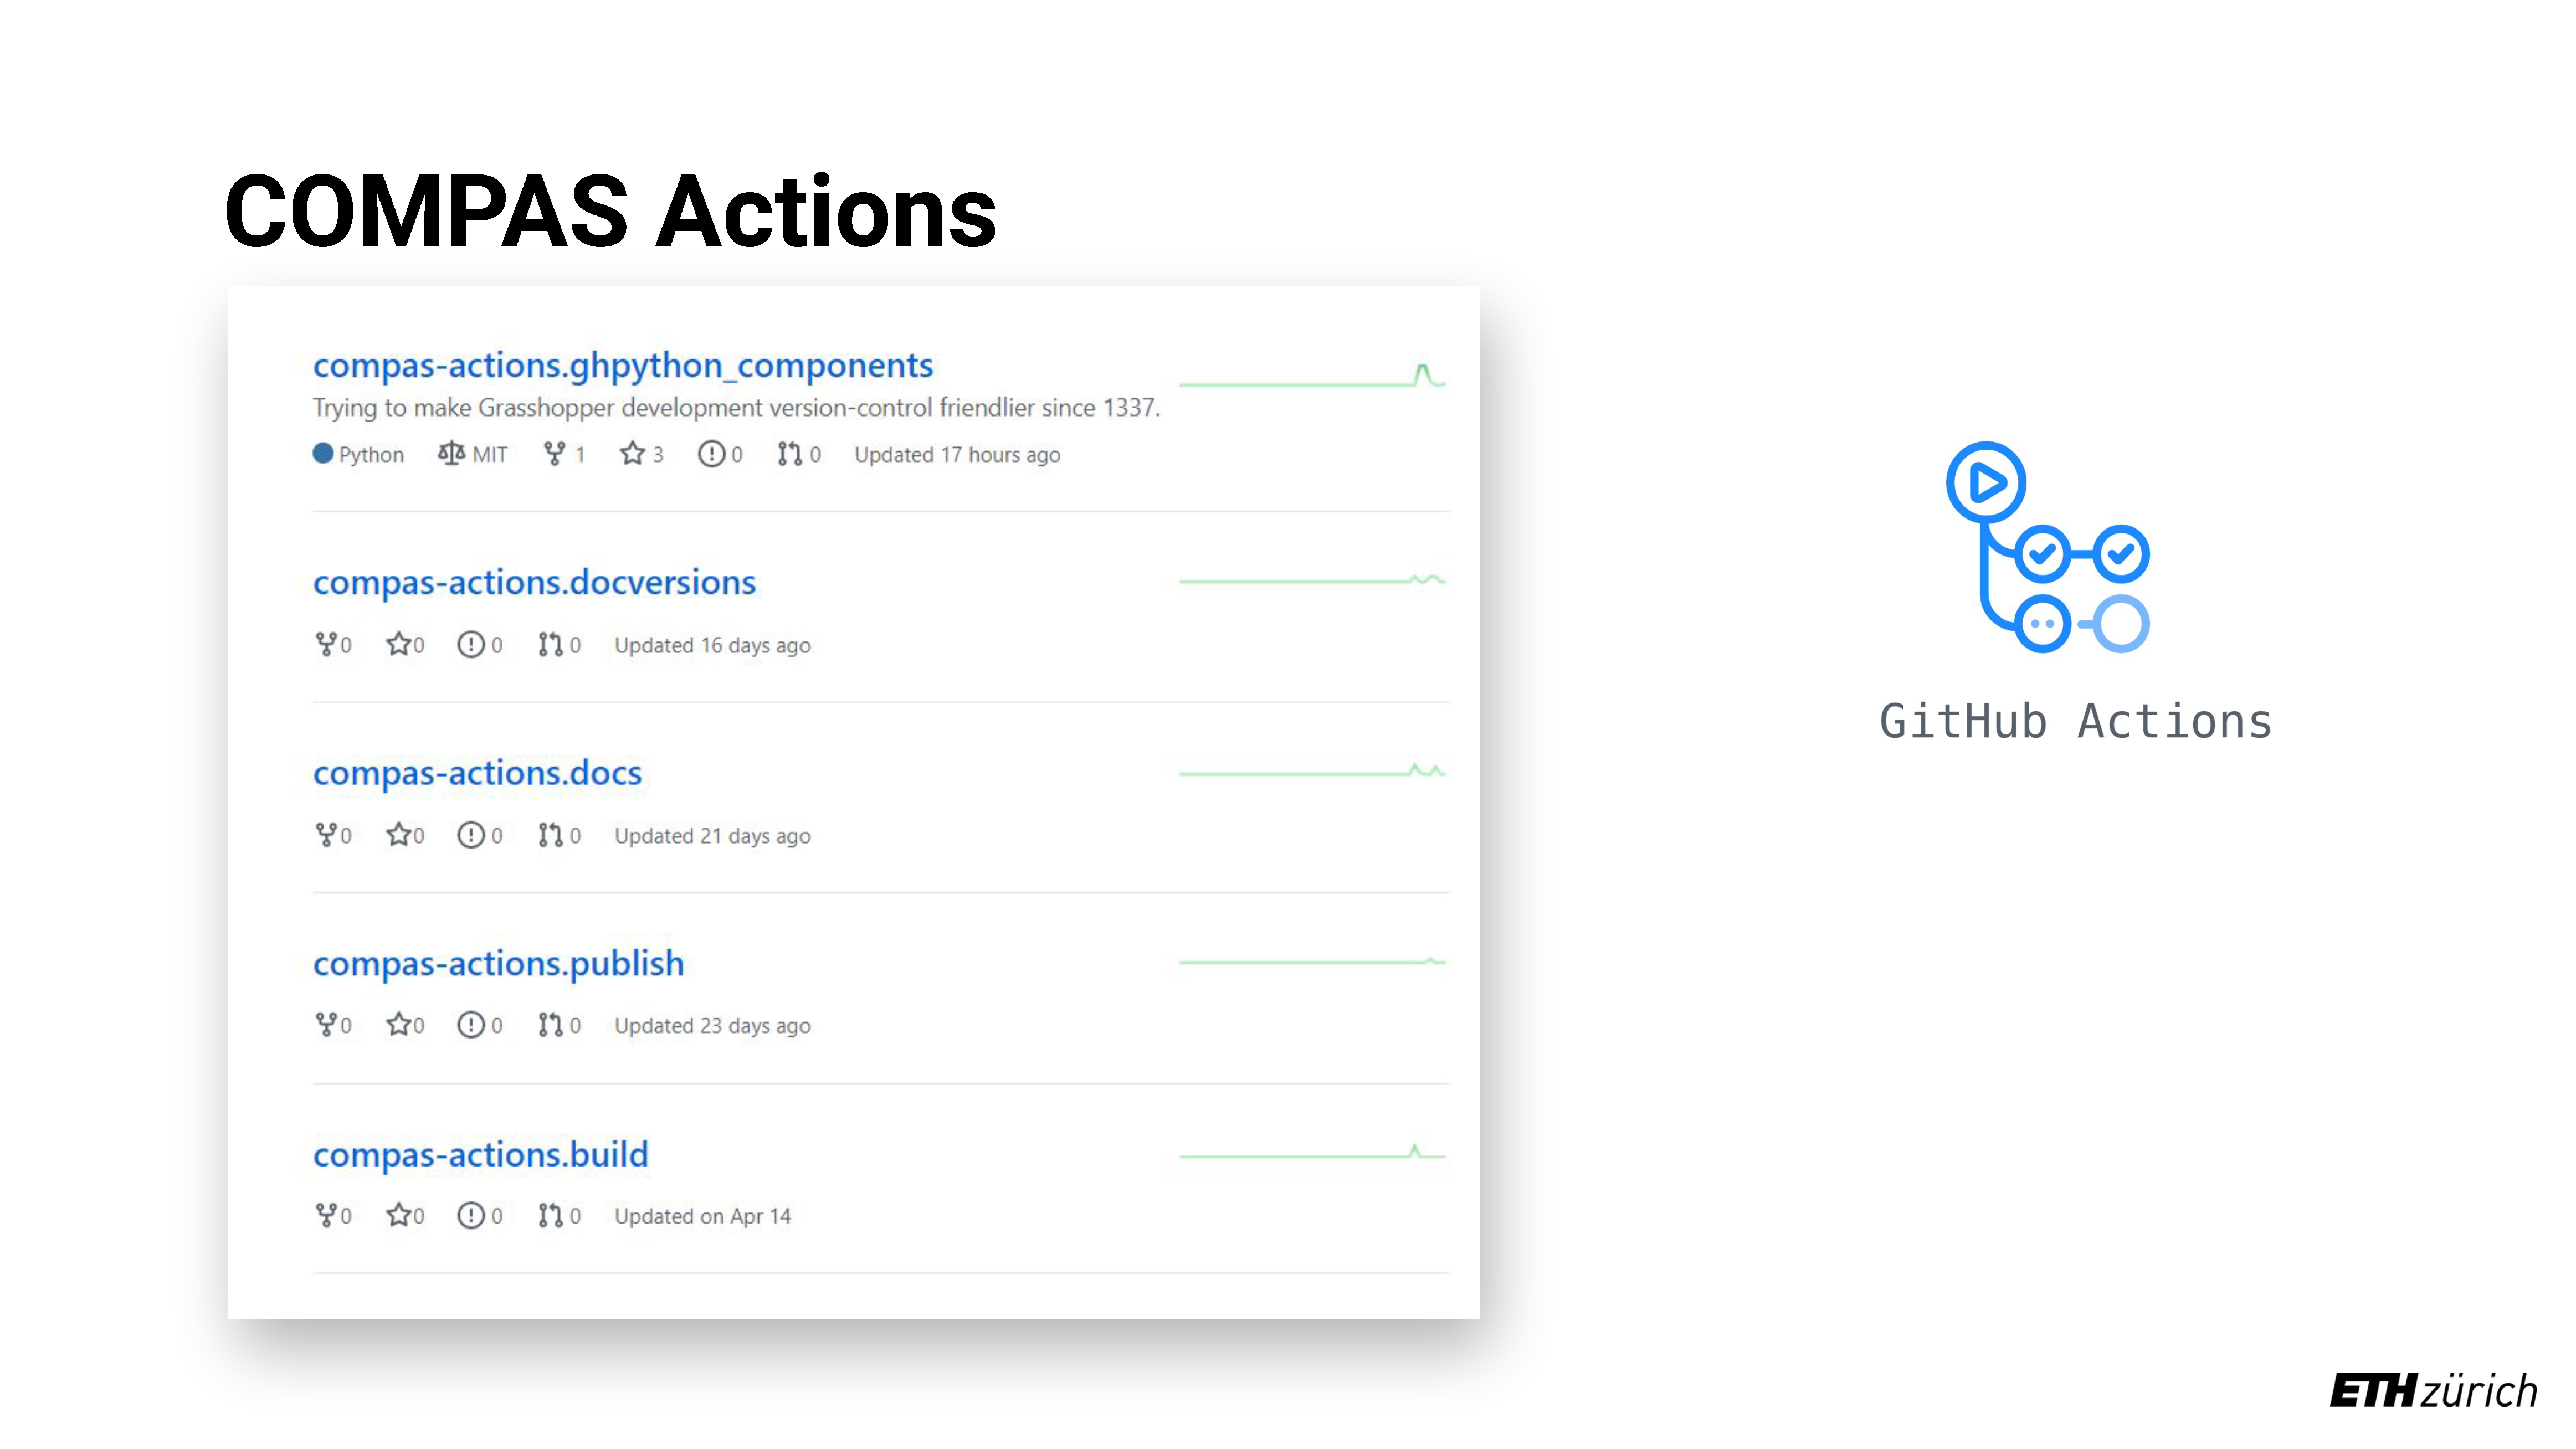 COMPAS Actions
compas-actions.ghpython_components
Trying to make Grasshopper development version-control friendlier since 1337.
Python MIT 1 3 0 0 Updated 17 hours ago
compas-actions.docversions
0 0 0 0 Updated 16 days ago
compas-actions.docs
0 0 0 0 Updated 21 days ago
compas-actions.publish
0 0 0 0 Updated 23 days ago
compas-actions.build
0 0 0 0 Updated on Apr 14
GitHub Actions
ETH zürich